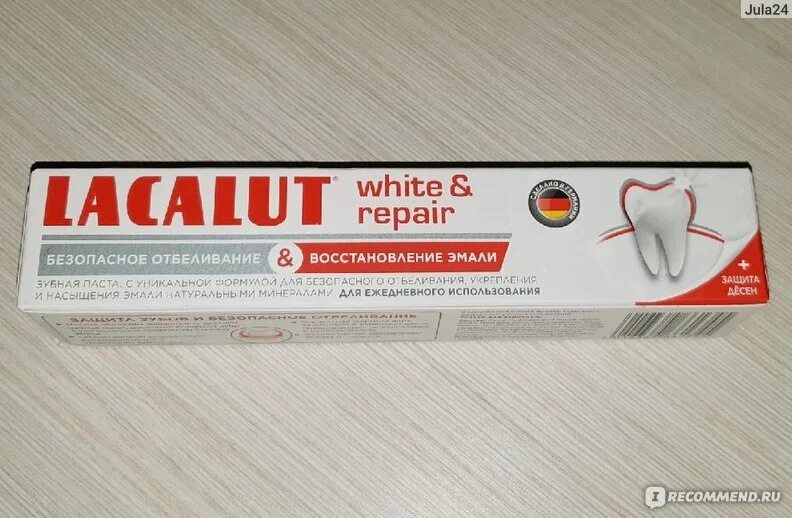 Jula24
LACALUT® white &
repair
СДЕЛАНО В ГЕРМАНИИ
БЕЗОПАСНОЕ ОТБЕЛИВАНИЕ & ВОССТАНОВЛЕНИЕ ЭМАЛИ
ЗУБНАЯ ПАСТА, С УНИКАЛЬНОЙ ФОРМУЛОЙ ДЛЯ БЕЗОПАСНОГО ОТБЕЛИВАНИЯ, УКРЕПЛЕНИЯ
И НАСЫЩЕНИЯ ЭМАЛИ НАТУРАЛЬНЫМИ МИНЕРАЛАМИ. ДЛЯ ЕЖЕДНЕВНОГО ИСПОЛЬЗОВАНИЯ
+
ЗАЩИТА
ДЁСЕН
ЗАЩИТА ЗУБОВ И БЕЗОПАСНОЕ ОТБЕЛИВАНИЕ
IRECOMMEND.RU